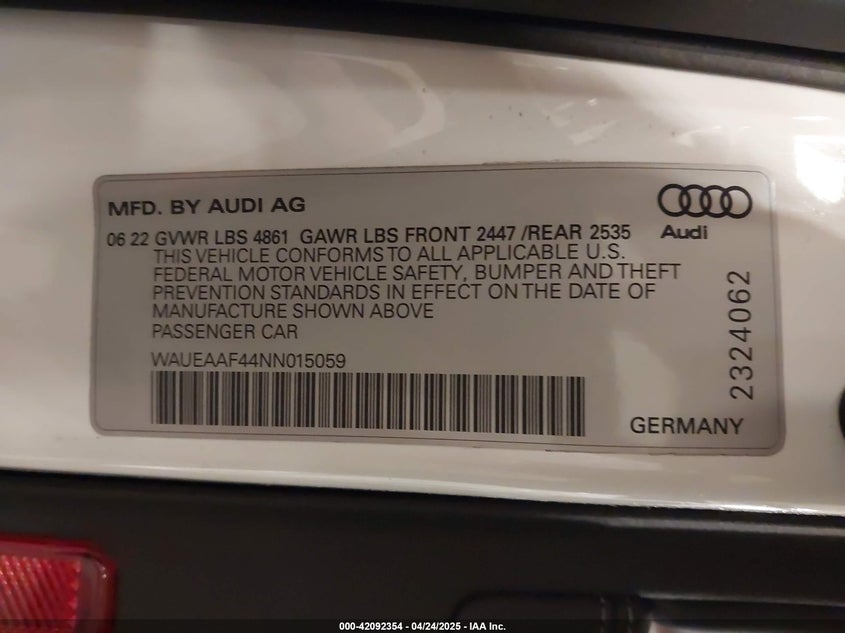 MFD. BY AUDI AG
Audi
06 22 GVWR LBS 4861 GAWR LBS FRONT 2447 /REAR 2535
THIS VEHICLE CONFORMS TO ALL APPLICABLE U.S.
FEDERAL MOTOR VEHICLE SAFETY, BUMPER AND THEFT
PREVENTION STANDARDS IN EFFECT ON THE DATE OF
MANUFACTURE SHOWN ABOVE
PASSENGER CAR
WAUEAAF44NN015059
2324062
GERMANY
000-42092354 - 04/24/2025 - IAA Inc.